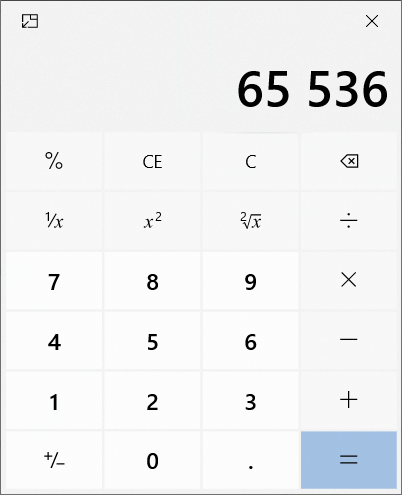 65 536
% CE C
¹/x x² ²√x ÷
7 8 9 ×
4 5 6 −
1 2 3 +
+/− 0 . =